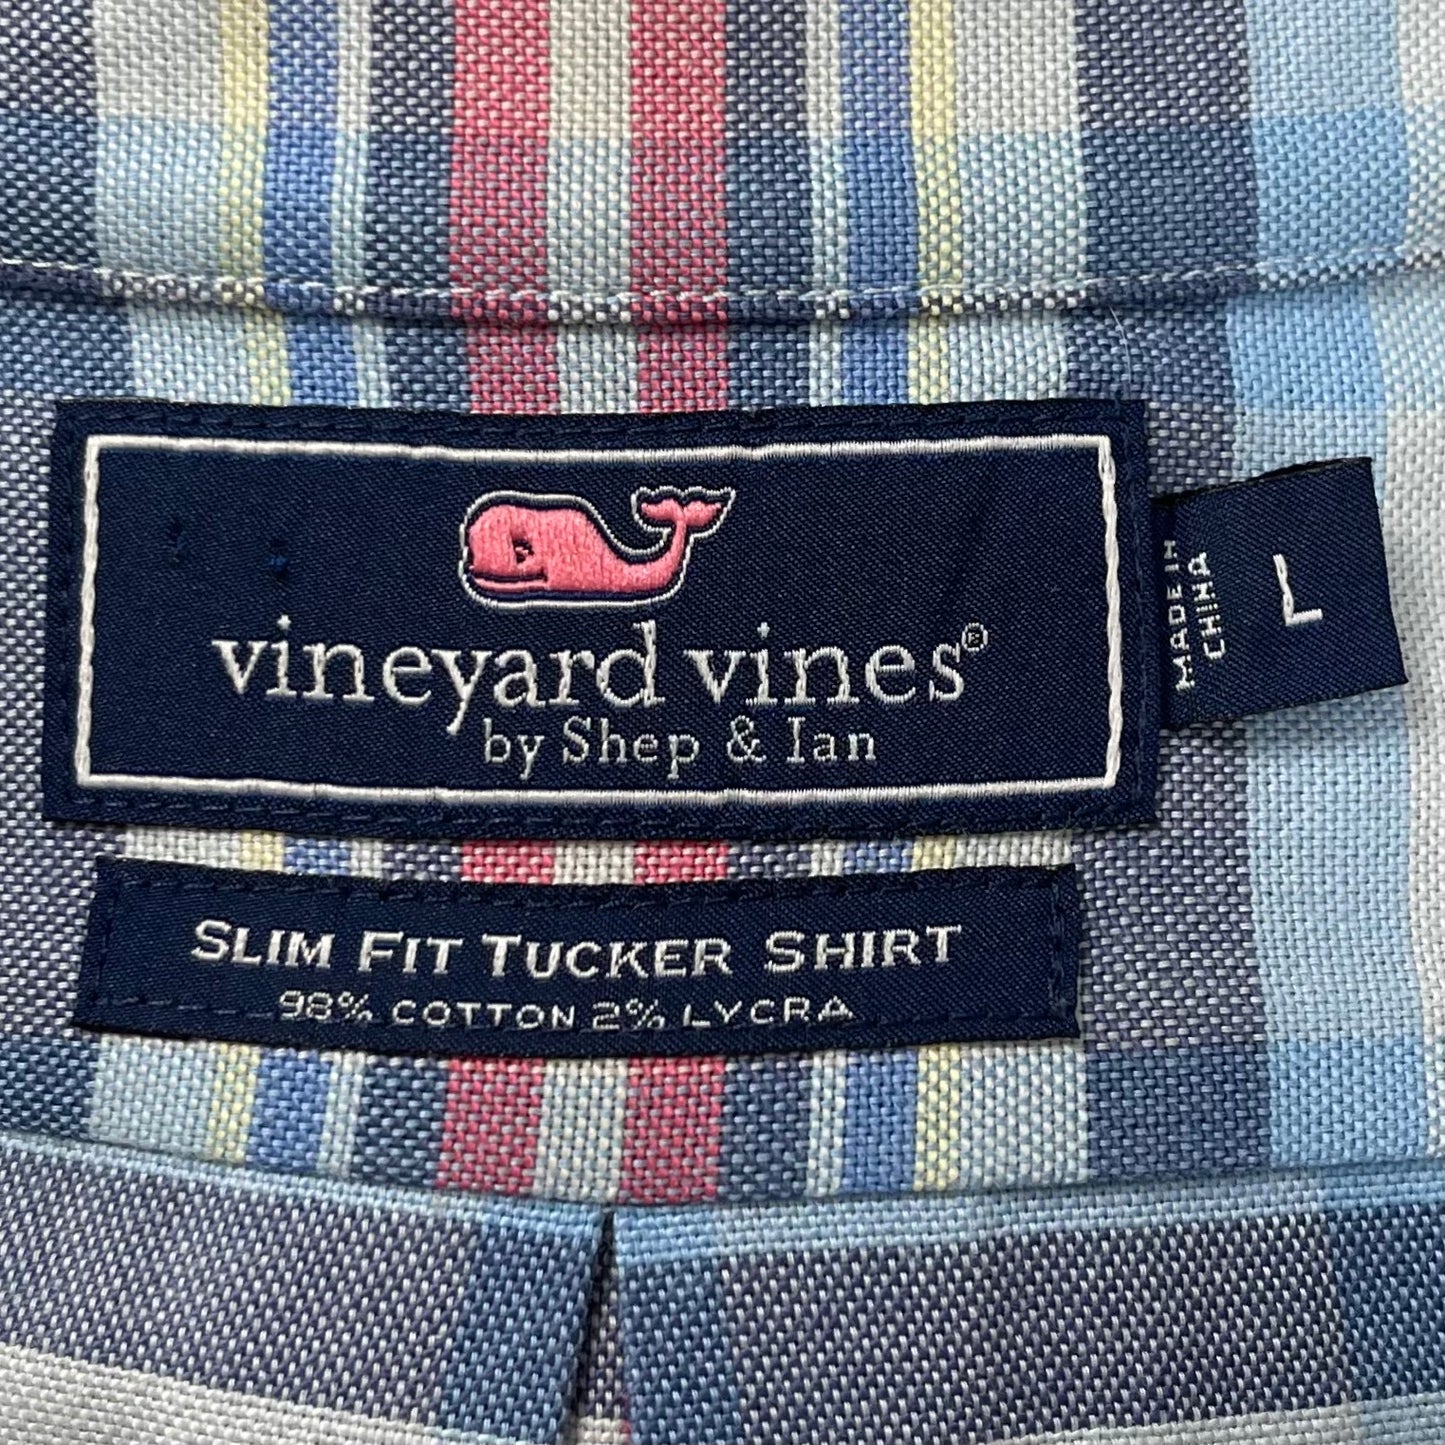 vineyard vines®
by Shep & Ian
MADE IN
CHINA
L
SLIM FIT TUCKER SHIRT
98% COTTON 2% LYCRA